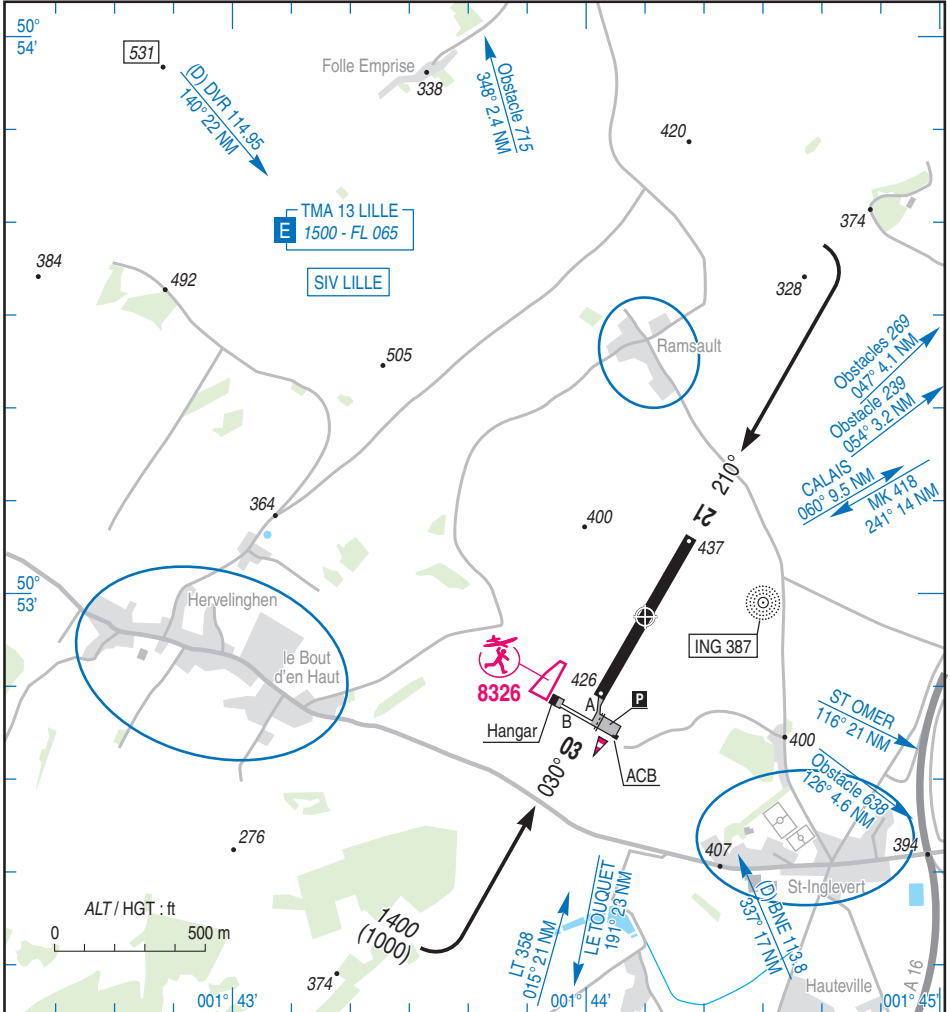 50°
54'
531
(D) DVR 114.95
140° 22 NM
Folle Emprise
338
Obstacle 715
348° 2.4 NM
420
374
TMA 13 LILLE
E
1500 - FL 065
SIV LILLE
384
492
328
505
Ramsault
Obstacles 269
047° 4.1 NM
Obstacle 239
054° 3.2 NM
CALAIS
060° 9.5 NM
MK 418
241° 14 NM
210°
21
364
400
437
50°
53'
Hervelinghen
le Bout
d'en Haut
ING 387
8326
426
A
P
B
Hangar
03
030°
ACB
ST OMER
116° 21 NM
400
Obstacle 638
126° 4.6 NM
276
407
394
St-Inglevert
(D) BNE 113.8
337° 17 NM
ALT / HGT : ft
0
500 m
1400
(1000)
LT 358
015° 21 NM
LE TOUQUET
191° 23 NM
374
Hauteville
A 16
001° 43'
001° 44'
001° 45'